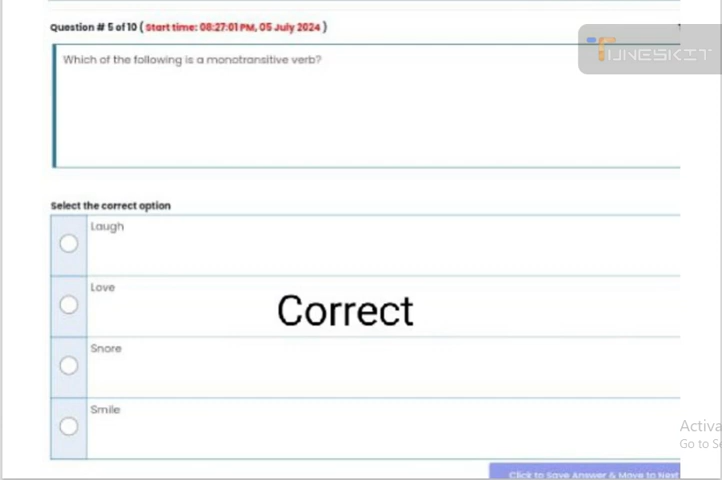 Question # 5 of 10 ( Start time: 08:27:01 PM, 05 July 2024 )
TUNESKIT
Which of the following is a monotransitive verb?
Select the correct option
Laugh
Love
Correct
Snore
Smile
Activa
Go to S
Click to Save Answer & Move to Next